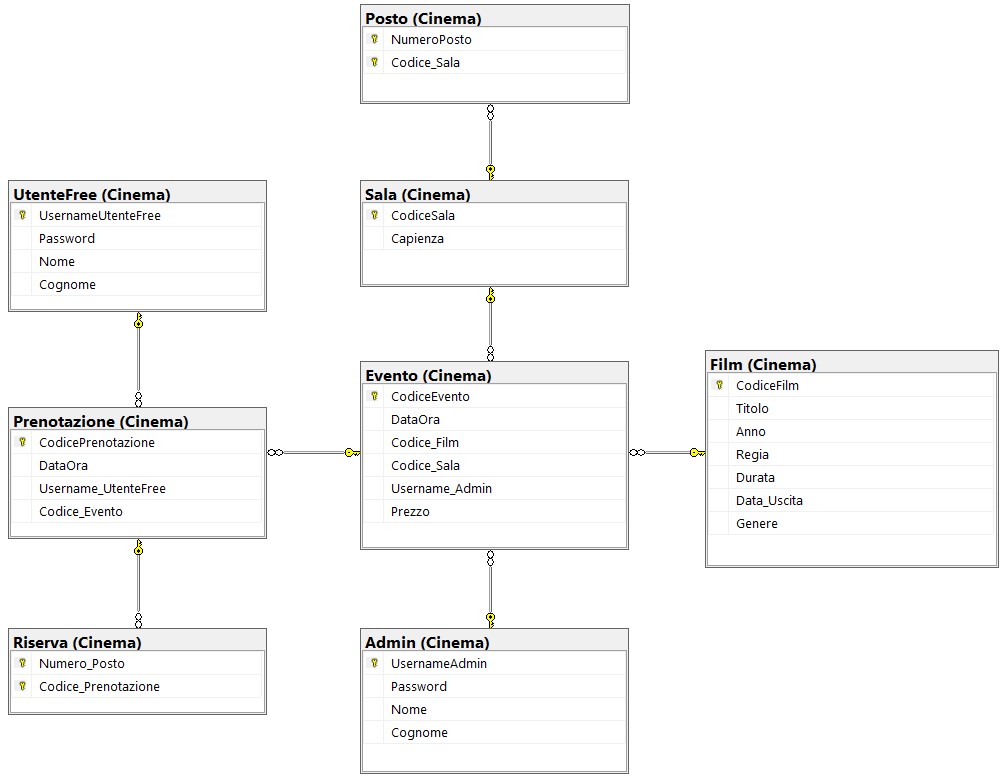 Posto (Cinema)
NumeroPosto
Codice_Sala
UtenteFree (Cinema)
UsernameUtenteFree
Password
Nome
Cognome
Sala (Cinema)
CodiceSala
Capienza
Prenotazione (Cinema)
CodicePrenotazione
DataOra
Username_UtenteFree
Codice_Evento
Evento (Cinema)
CodiceEvento
DataOra
Codice_Film
Codice_Sala
Username_Admin
Prezzo
Film (Cinema)
CodiceFilm
Titolo
Anno
Regia
Durata
Data_Uscita
Genere
Riserva (Cinema)
Numero_Posto
Codice_Prenotazione
Admin (Cinema)
UsernameAdmin
Password
Nome
Cognome